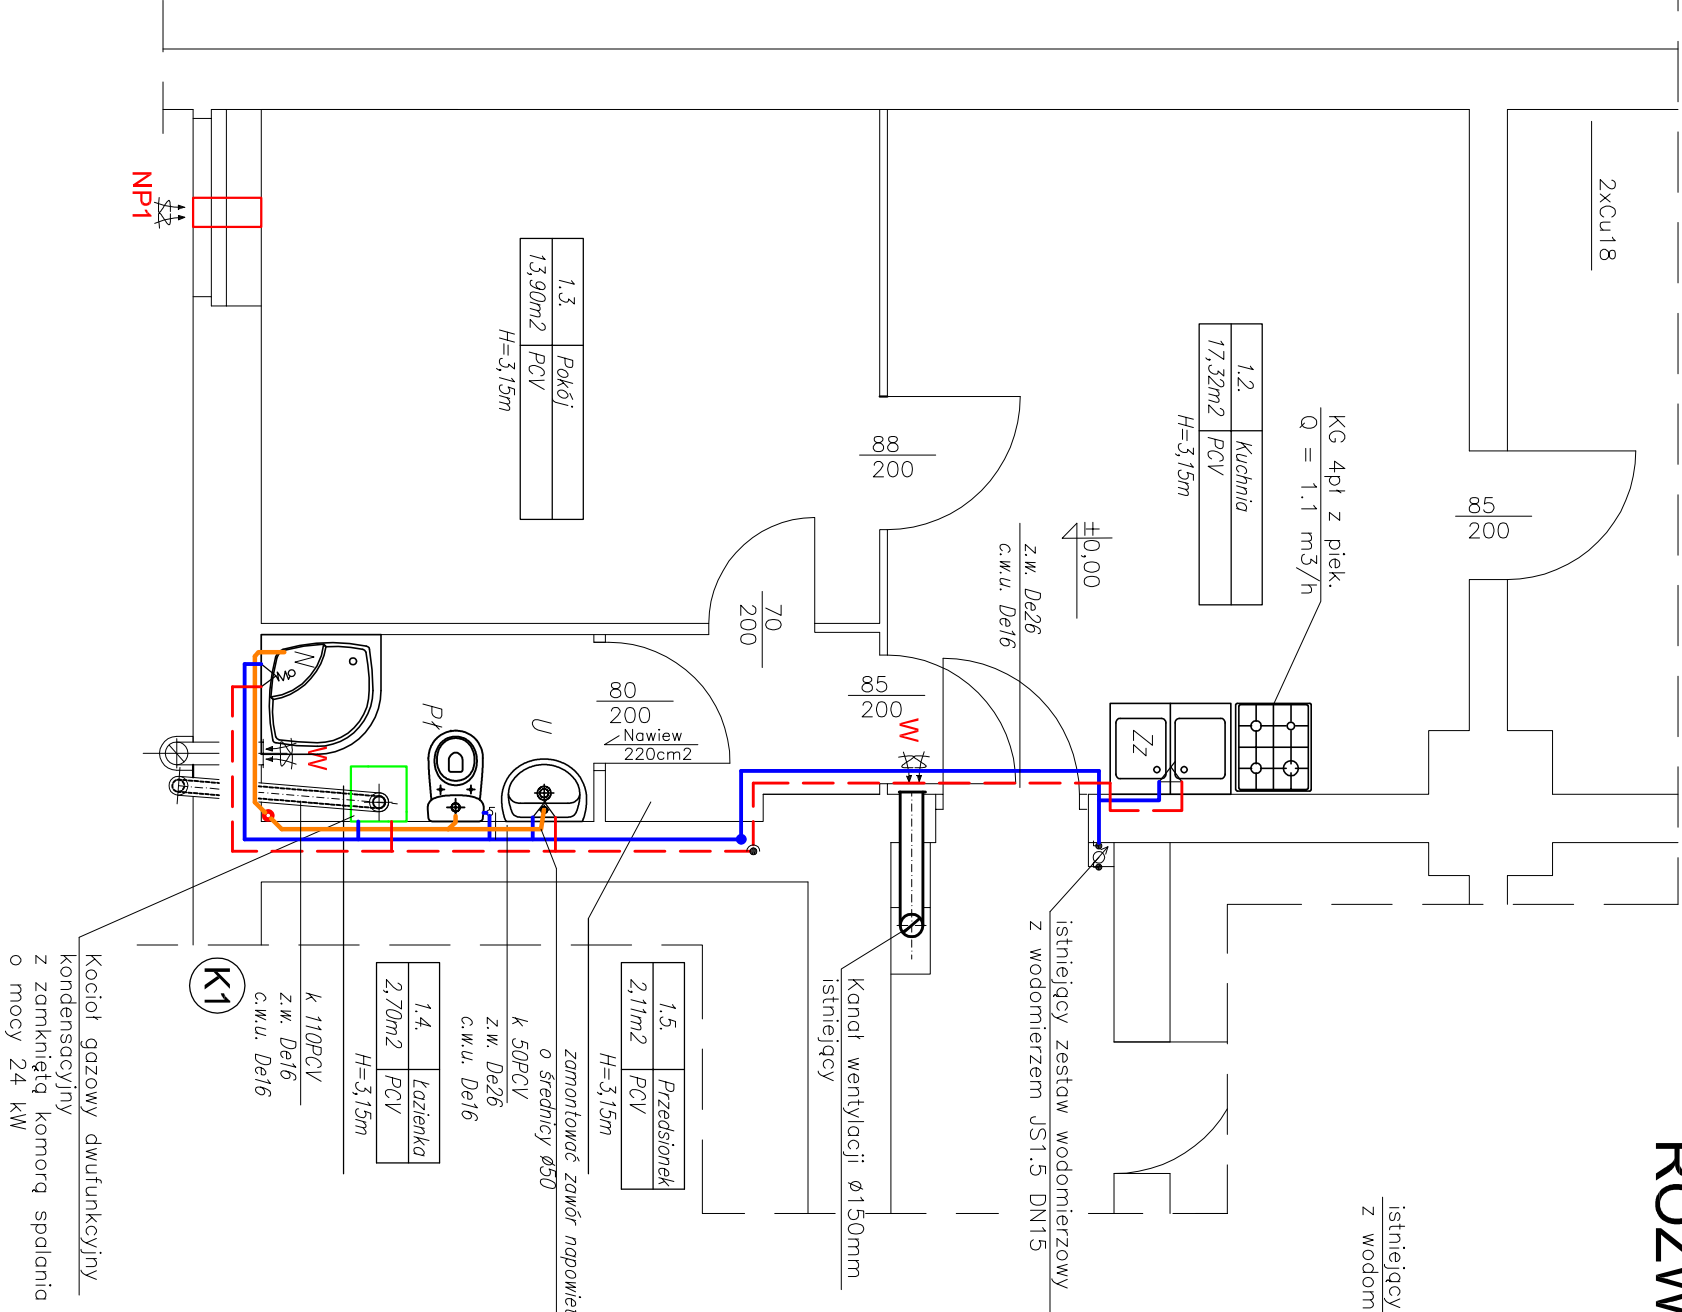 ROZW
2xCu18
KG 4pł z piek.
Q = 1.1 m3/h
85
200
1.2. Kuchnia
17,32m2 PCV
H=3,15m
±0,00
z.w. De26
c.w.u. De16
88
200
1.3. Pokój
13,90m2 PCV
H=3,15m
NP1
70
200
85
200
W
80
200
Nawiew
220cm2
Zz
U
Pł
N
W
istniejący
z wodom
istniejący zestaw wodomierzowy
z wodomierzem JS1.5 DN15
Kanał wentylacji ø150mm
istniejący
1.5. Przedsionek
2,11m2 PCV
H=3,15m
zamontować zawór napowiet
o średnicy ø50
k 50PCV
z.w. De26
c.w.u. De16
1.4. Łazienka
2,70m2 PCV
H=3,15m
k 110PCV
z.w. De16
c.w.u. De16
K1
Kocioł gazowy dwufunkcyjny
kondensacyjny
z zamkniętą komorą spalania
o mocy 24 kW